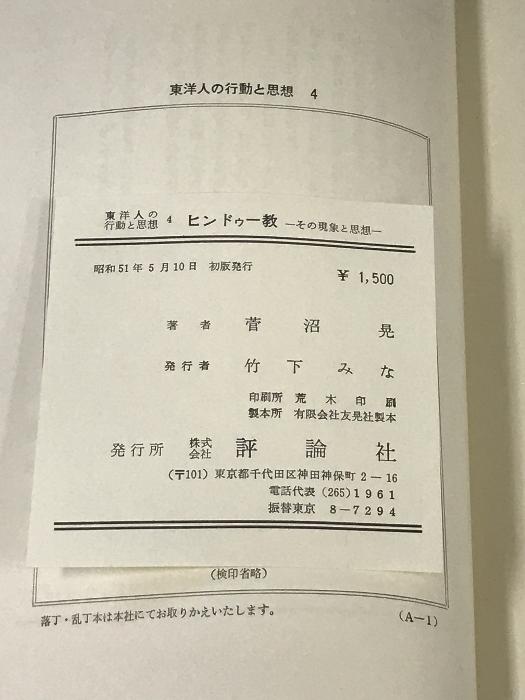 東洋人の行動と思想 4
東洋人の行動と思想 4 ヒンドゥー教 ―その現象と思想―
昭和51年5月10日 初版発行
¥ 1,500
著者 菅沼晃
発行者 竹下みな
印刷所 荒木印刷
製本所 有限会社友晃社製本
発行所 株式会社 評論社
(〒101) 東京都千代田区神田神保町2―16
電話代表 (265) 1961
振替東京 8―7294
(検印省略)
落丁・乱丁本は本社にてお取りかえいたします。
(A―1)